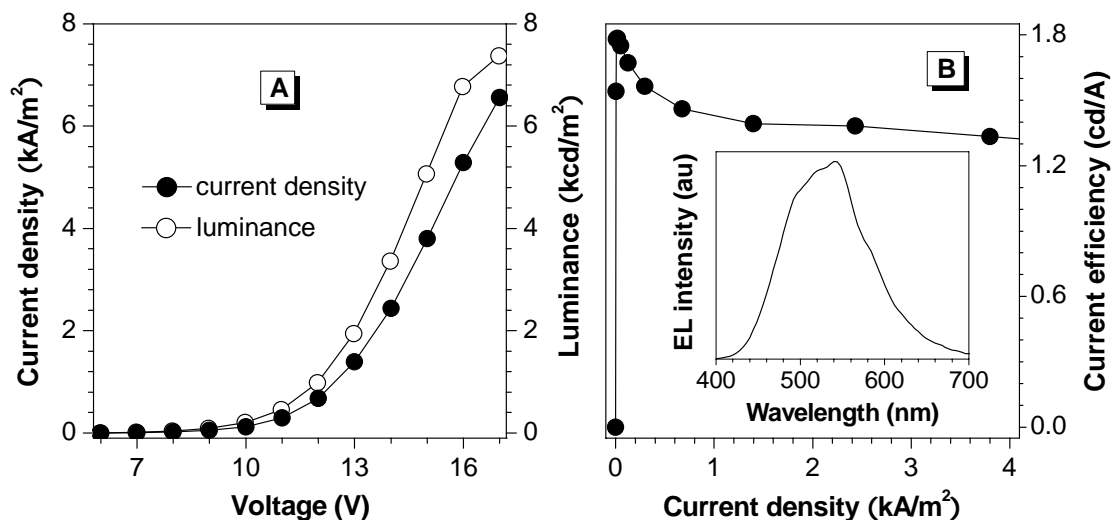 8
6
4
2
0
Current density (kA/m²)
A
current density
luminance
7
10
13
16
Voltage (V)
8
6
4
2
0
Luminance (kcd/m²)
B
1.8
1.2
0.6
0.0
Current efficiency (cd/A)
EL intensity (au)
400
500
600
700
Wavelength (nm)
0
1
2
3
4
Current density (kA/m²)